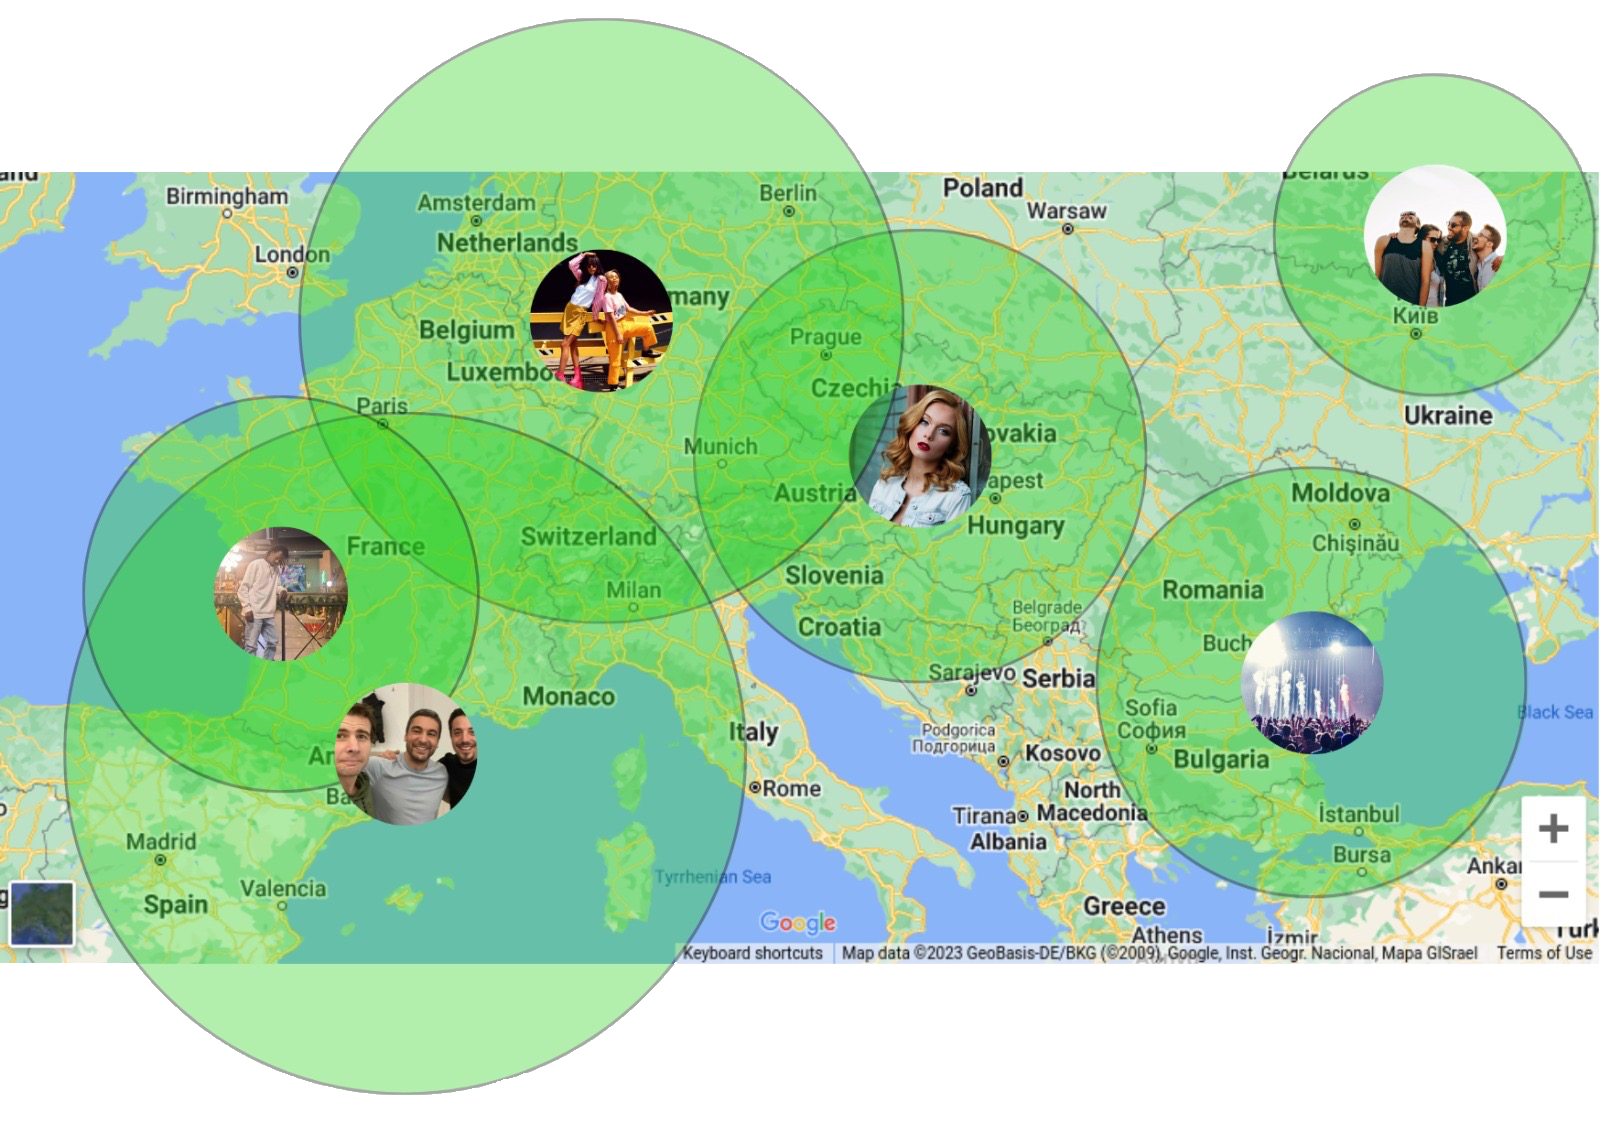 Belarus
Birmingham
Amsterdam
Berlin
Poland
Warsaw
Netherlands
London
many
Belgium
Prague
Київ
Luxembo
Czechia
Paris
Ukraine
Munich
ovakia
Austria
apest
Moldova
Hungary
Switzerland
France
Chișinău
Slovenia
Milan
Romania
Belgrade
Београд
Croatia
Buch
Sarajevo
Serbia
Monaco
Sofia
София
Black Sea
Italy
Podgorica
Подгорица
Kosovo
Bulgaria
An
Rome
North
Macedonia
Ba
Tirana
İstanbul
Albania
Madrid
Bursa
Ankar
Tyrrhenian Sea
Valencia
Spain
Greece
Google
Athens
İzmir
Turk
Keyboard shortcuts
Map data ©2023 GeoBasis-DE/BKG (©2009), Google, Inst. Geogr. Nacional, Mapa GISrael
Terms of Use